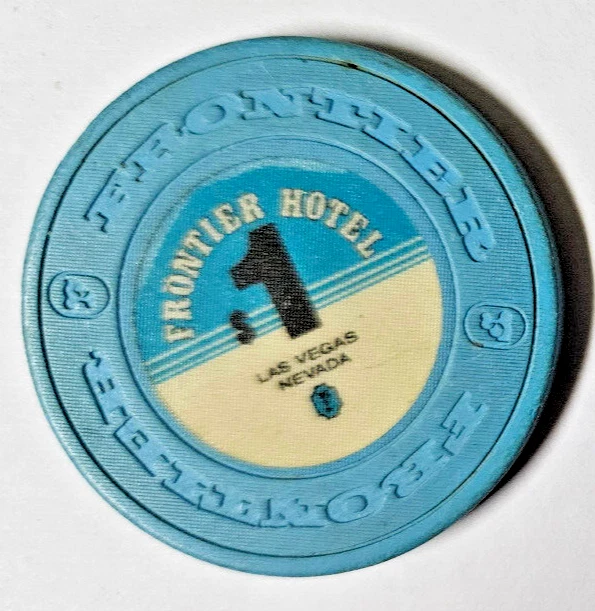 FRONTIER
FRONTIER HOTEL
$1
LAS VEGAS
NEVADA
FRONTIER